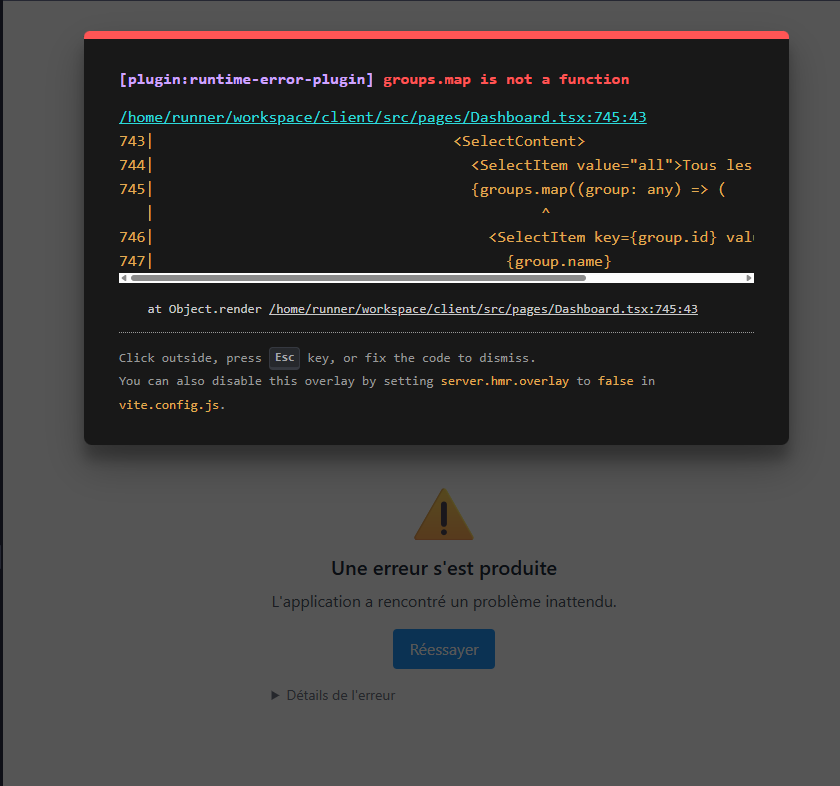 [plugin:runtime-error-plugin] groups.map is not a function
/home/runner/workspace/client/src/pages/Dashboard.tsx:745:43
743| <SelectContent>
744| <SelectItem value="all">Tous les
745| {groups.map((group: any) => (
| ^
746| <SelectItem key={group.id}
747| {group.name}
at Object.render /home/runner/workspace/client/src/pages/Dashboard.tsx:745:43
Click outside, press Esc key, or fix the code to dismiss.
You can also disable this overlay by setting server.hmr.overlay to false in
vite.config.js.
Une erreur s'est produite
L'application a rencontré un problème inattendu.
Réessayer
▶ Détails de l'erreur